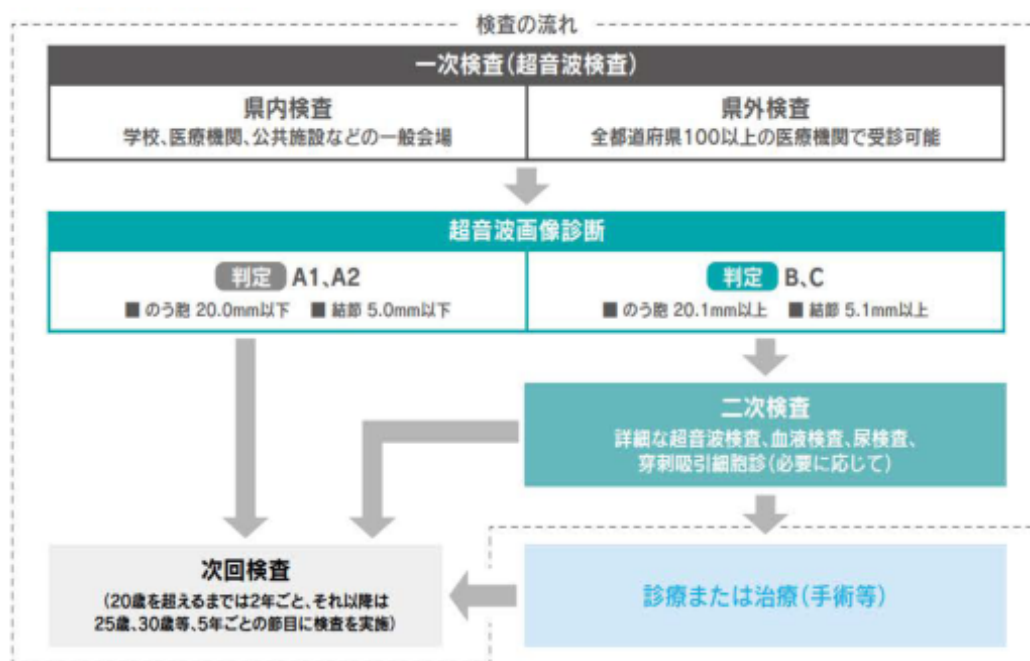 検査の流れ
一次検査(超音波検査)
県内検査
学校、医療機関、公共施設などの一般会場
県外検査
全都道府県100以上の医療機関で受診可能
超音波画像診断
判定 A1、A2
■ のう胞 20.0mm以下 ■ 結節 5.0mm以下
判定 B、C
■ のう胞 20.1mm以上 ■ 結節 5.1mm以上
二次検査
詳細な超音波検査、血液検査、尿検査、
穿刺吸引細胞診(必要に応じて)
次回検査
(20歳を超えるまでは2年ごと、それ以降は
25歳、30歳等、5年ごとの節目に検査を実施)
診療または治療(手術等)